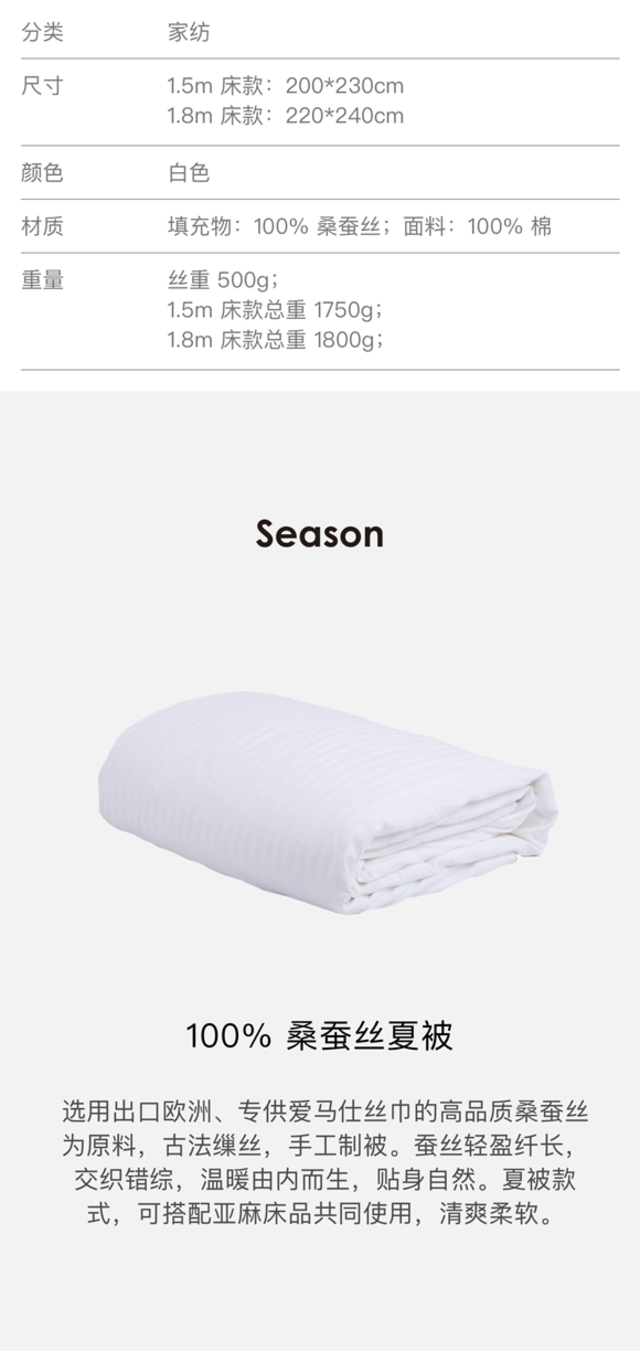 分类 家纺
尺寸 1.5m 床款：200*230cm
1.8m 床款：220*240cm
颜色 白色
材质 填充物：100% 桑蚕丝；面料：100% 棉
重量 丝重 500g；
1.5m 床款总重 1750g；
1.8m 床款总重 1800g；
Season
100% 桑蚕丝夏被
选用出口欧洲、专供爱马仕丝巾的高品质桑蚕丝
为原料，古法缫丝，手工制被。蚕丝轻盈纤长，
交织错综，温暖由内而生，贴身自然。夏被款
式，可搭配亚麻床品共同使用，清爽柔软。